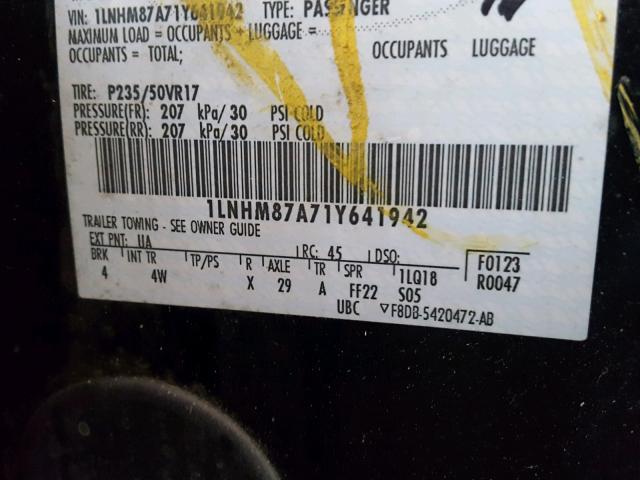 VIN: 1LNHM87A71Y641942 TYPE: PASSENGER
MAXIMUM LOAD = OCCUPANTS + LUGGAGE =
OCCUPANTS = TOTAL; OCCUPANTS LUGGAGE
TIRE: P235/50VR17
PRESSURE(FR): 207 kPa/ 30 PSI COLD
PRESSURE(RR): 207 kPa/ 30 PSI COLD
1LNHM87A71Y641942
TRAILER TOWING - SEE OWNER GUIDE
EXT PNT: UA RC: 45 DSO: F0123
BRK INT TR TP/PS R AXLE TR SPR 1LQ18 R0047
4 4W X 29 A FF22 S05
UBC ▽F8DB-5420472-AB